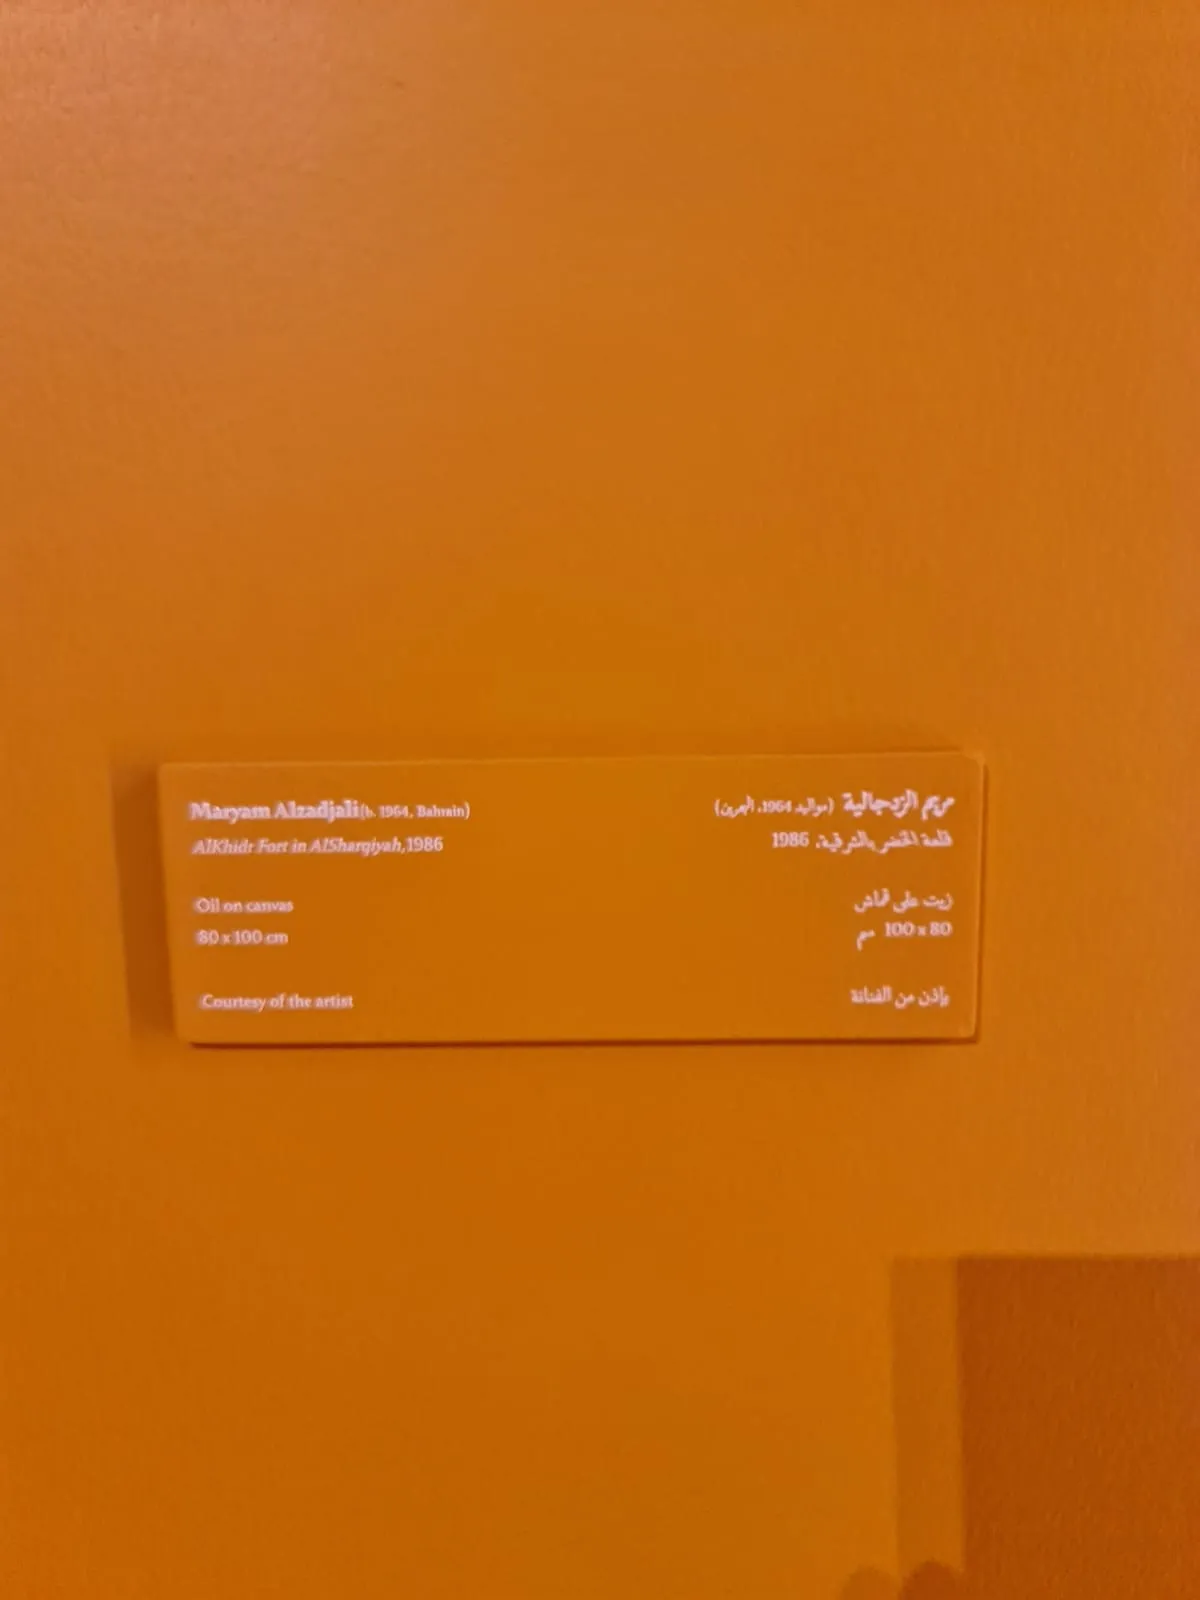 Maryam Alzadjali (b. 1964, Bahrain)
AlKhidr Fort in AlSharqiyah, 1986
Oil on canvas
80 x 100 cm
Courtesy of the artist
مريم الزدجالية (مواليد 1964، البحرين)
قلعة الخضر بالشرقية، 1986
زيت على قماش
80 x 100 سم
بإذن من الفنانة